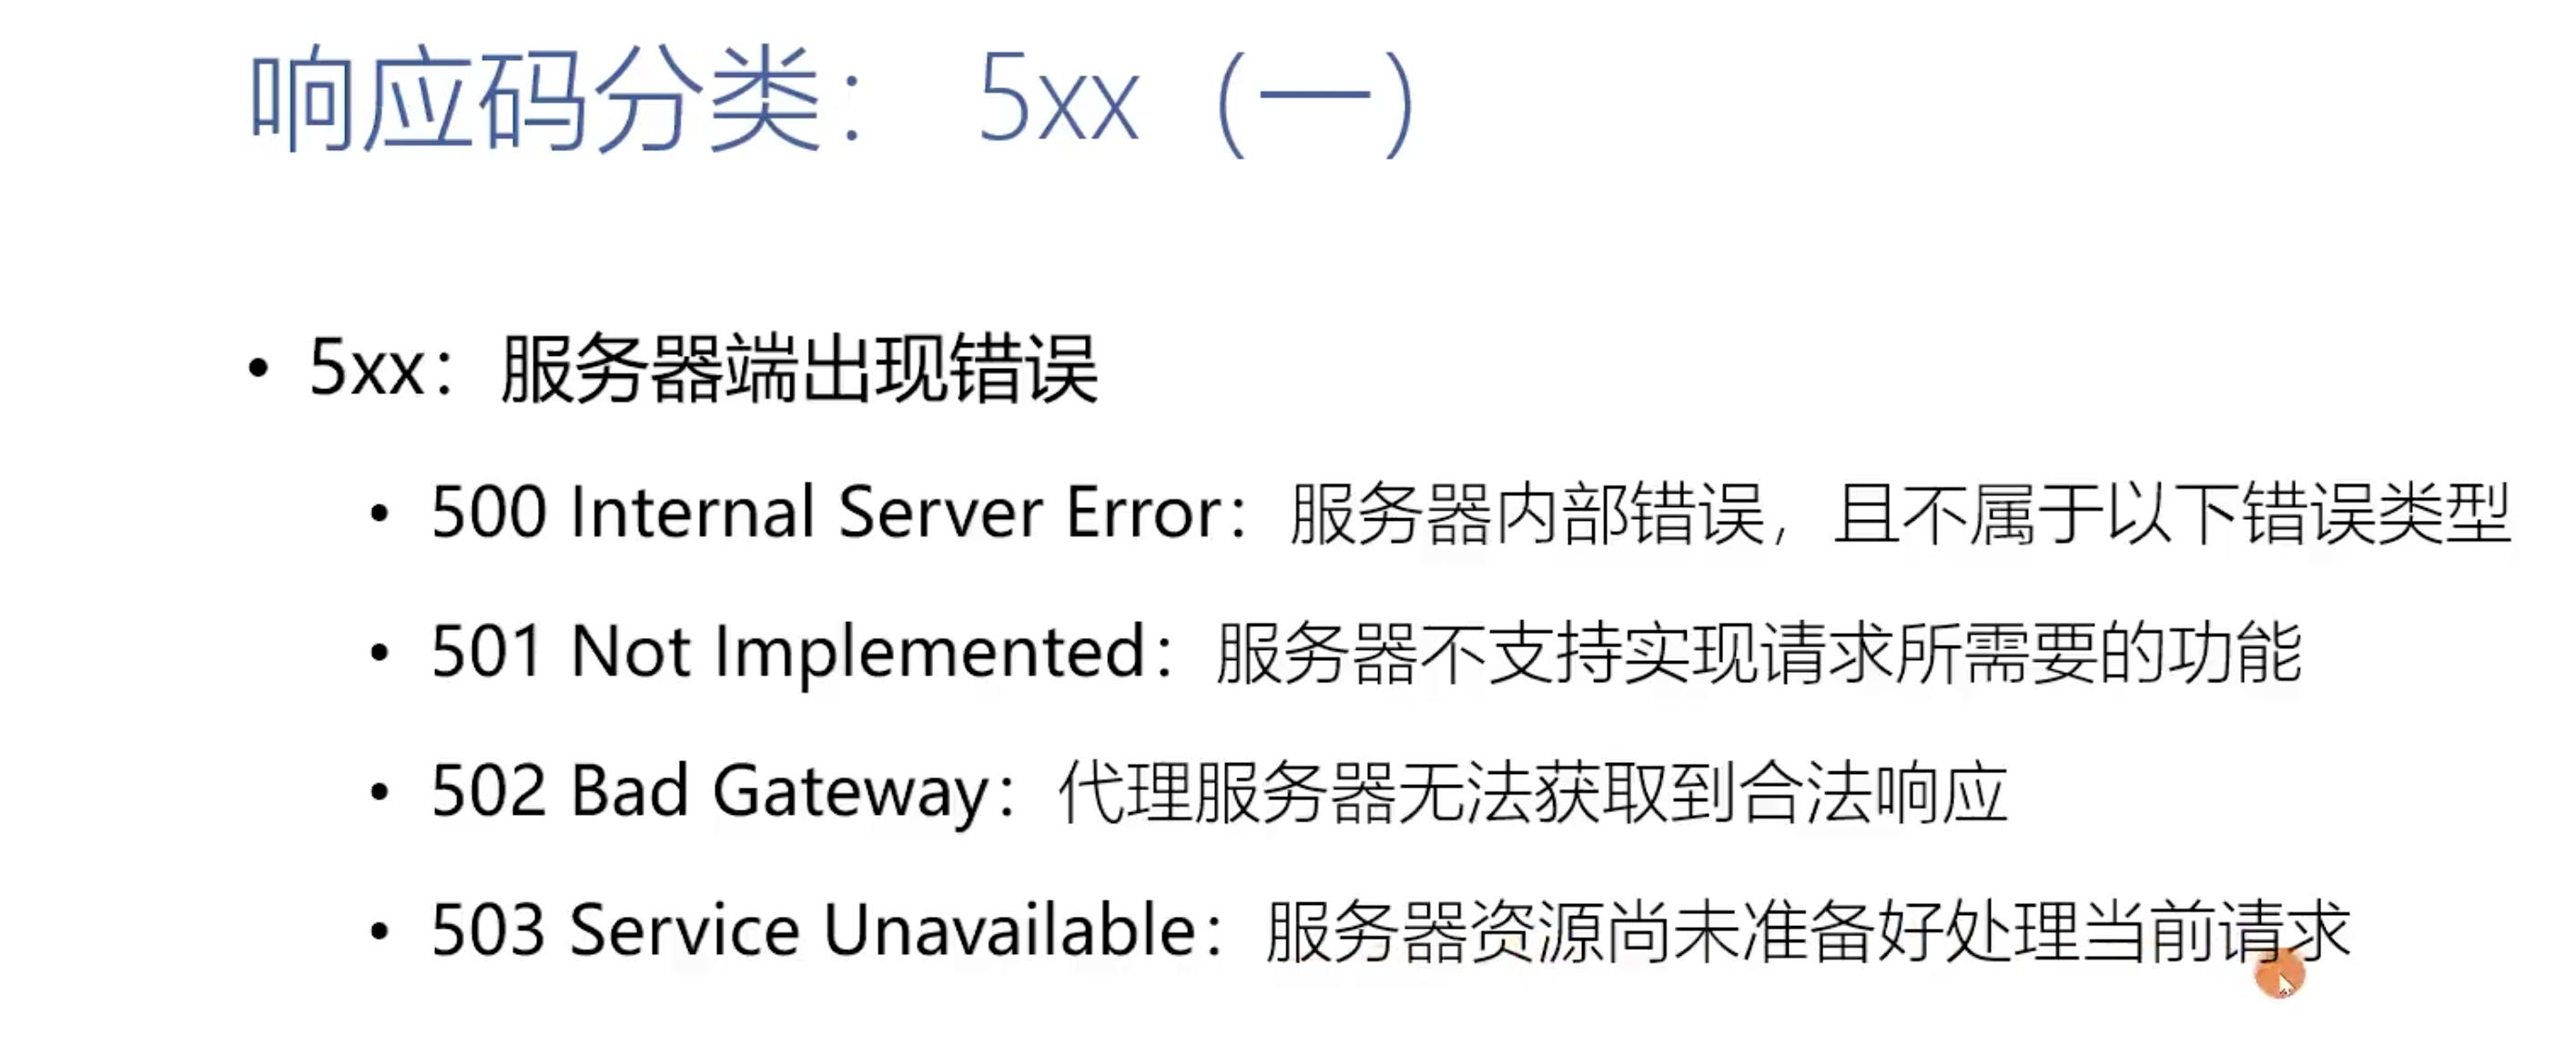 响应码分类： 5xx（一）
• 5xx：服务器端出现错误
• 500 Internal Server Error：服务器内部错误，且不属于以下错误类型
• 501 Not Implemented：服务器不支持实现请求所需要的功能
• 502 Bad Gateway：代理服务器无法获取到合法响应
• 503 Service Unavailable：服务器资源尚未准备好处理当前请求